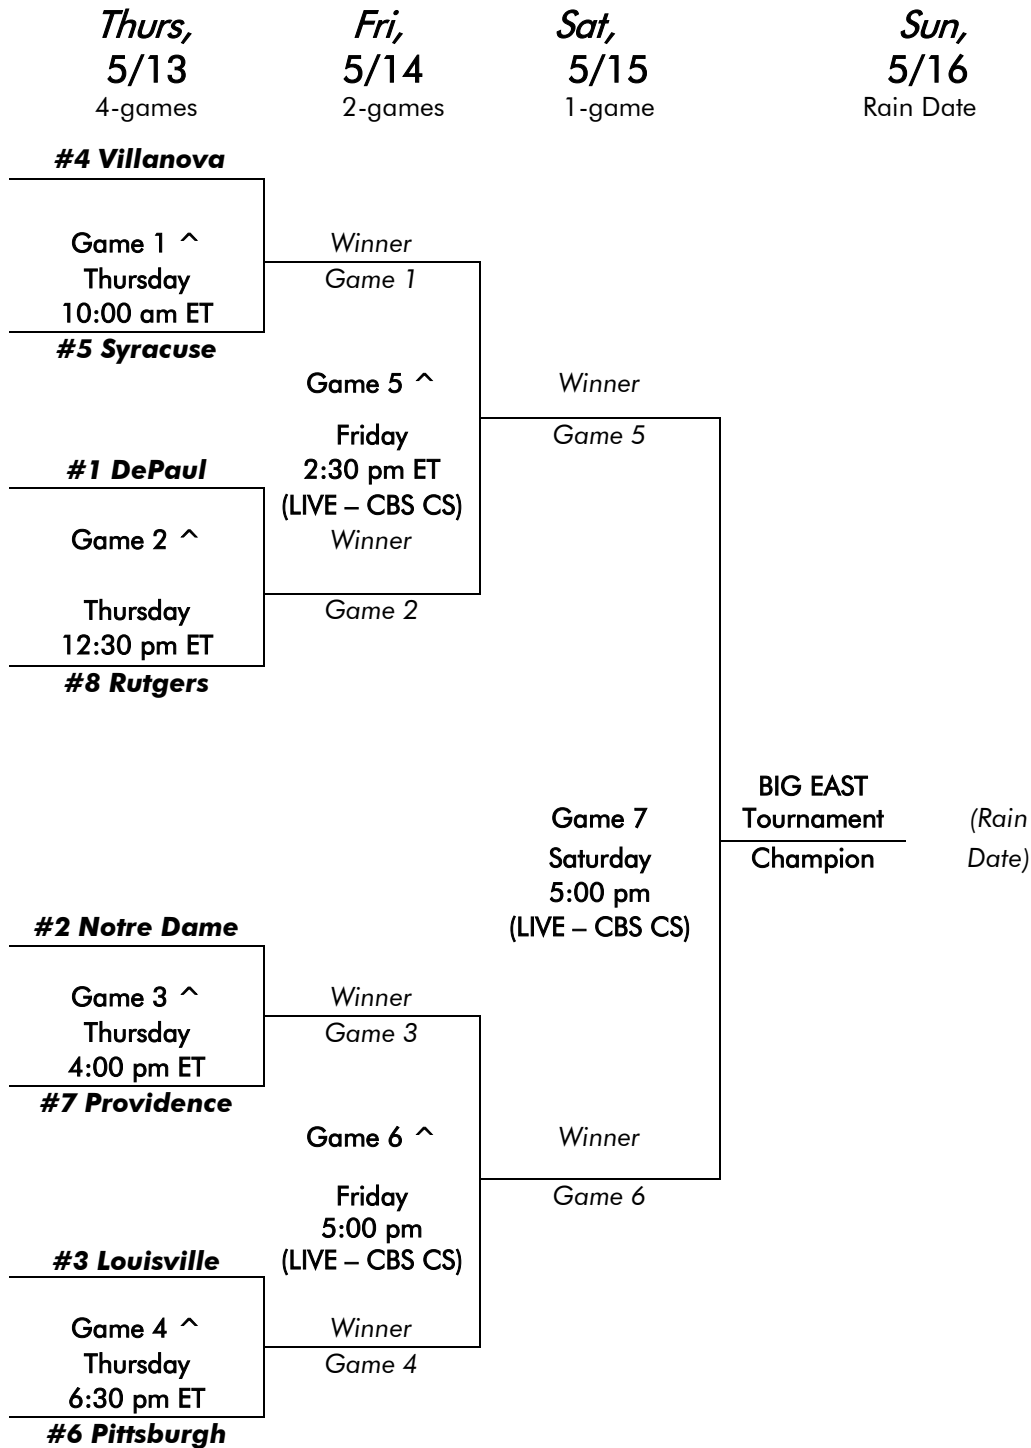 Thurs, Fri, Sat, Sun,
5/13 5/14 5/15 5/16
4-games 2-games 1-game Rain Date
#4 Villanova
Game 1 ^ Winner
Thursday Game 1
10:00 am ET
#5 Syracuse
Game 5 ^ Winner
Friday Game 5
#1 DePaul 2:30 pm ET
(LIVE – CBS CS)
Game 2 ^ Winner
Thursday Game 2
12:30 pm ET
#8 Rutgers
BIG EAST
Game 7 Tournament (Rain
Saturday Champion Date)
5:00 pm
#2 Notre Dame (LIVE – CBS CS)
Game 3 ^ Winner
Thursday Game 3
4:00 pm ET
#7 Providence
Game 6 ^ Winner
Friday Game 6
5:00 pm
#3 Louisville (LIVE – CBS CS)
Game 4 ^ Winner
Thursday Game 4
6:30 pm ET
#6 Pittsburgh